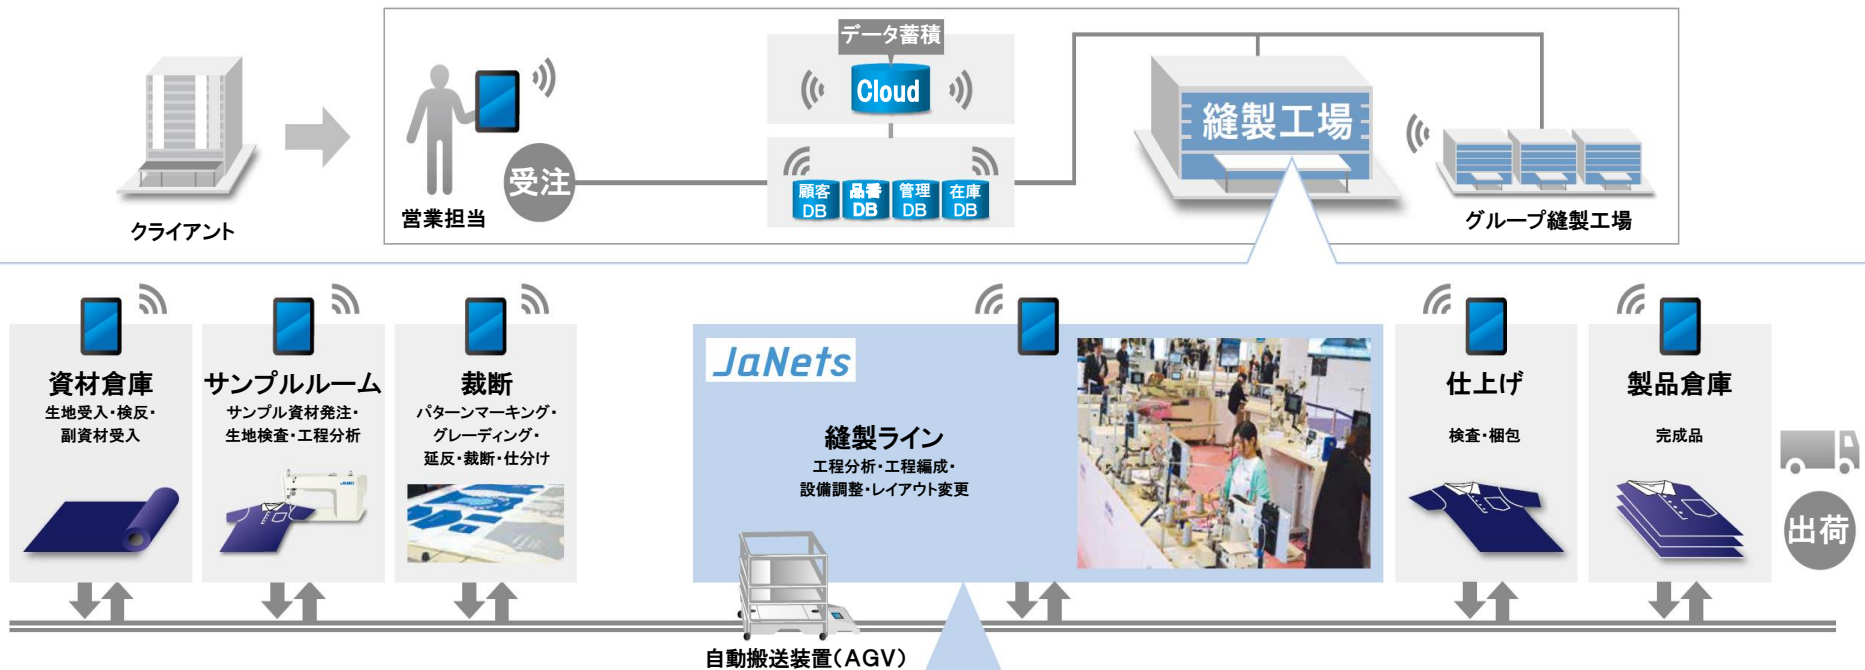 データ蓄積
Cloud
縫製工場
受注
顧客
DB
品番
DB
管理
DB
在庫
DB
クライアント
営業担当
グループ縫製工場
資材倉庫
生地受入・検反・
副資材受入
サンプルルーム
サンプル資材発注・
生地検査・工程分析
裁断
パターンマーキング・
グレーディング・
延反・裁断・仕分け
JaNets
縫製ライン
工程分析・工程編成・
設備調整・レイアウト変更
仕上げ
検査・梱包
製品倉庫
完成品
出荷
自動搬送装置(AGV)